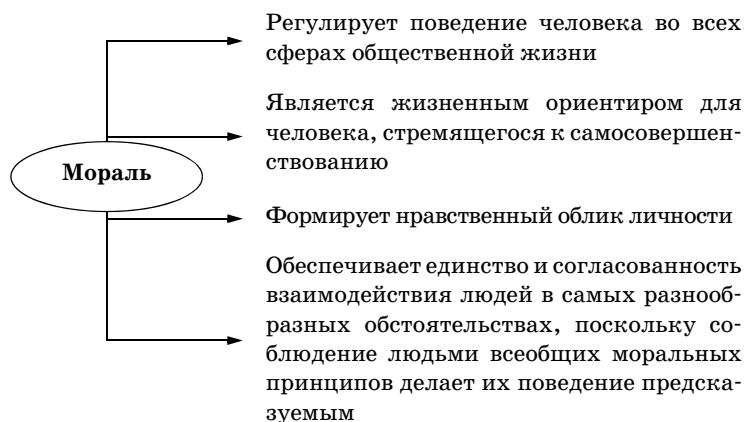 Регулирует поведение человека во всех
сферах общественной жизни
Является жизненным ориентиром для
человека, стремящегося к самосовершен-
ствованию
Мораль
Формирует нравственный облик личности
Обеспечивает единство и согласованность
взаимодействия людей в самых разнооб-
разных обстоятельствах, поскольку со-
блюдение людьми всеобщих моральных
принципов делает их поведение предска-
зуемым